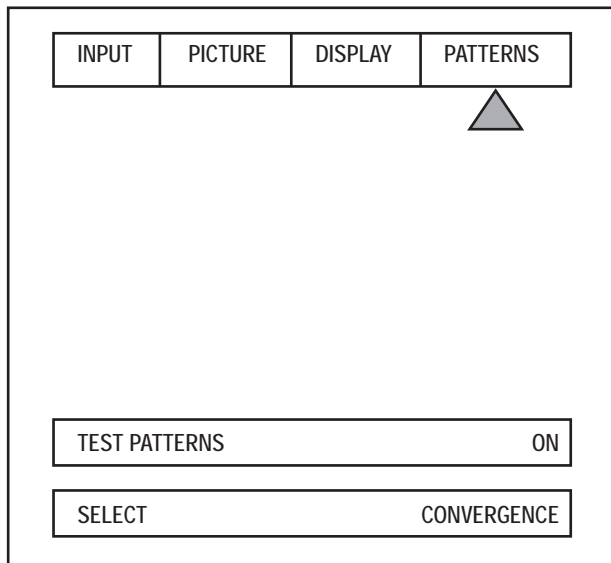 INPUT PICTURE DISPLAY PATTERNS
TEST PATTERNS ON
SELECT CONVERGENCE